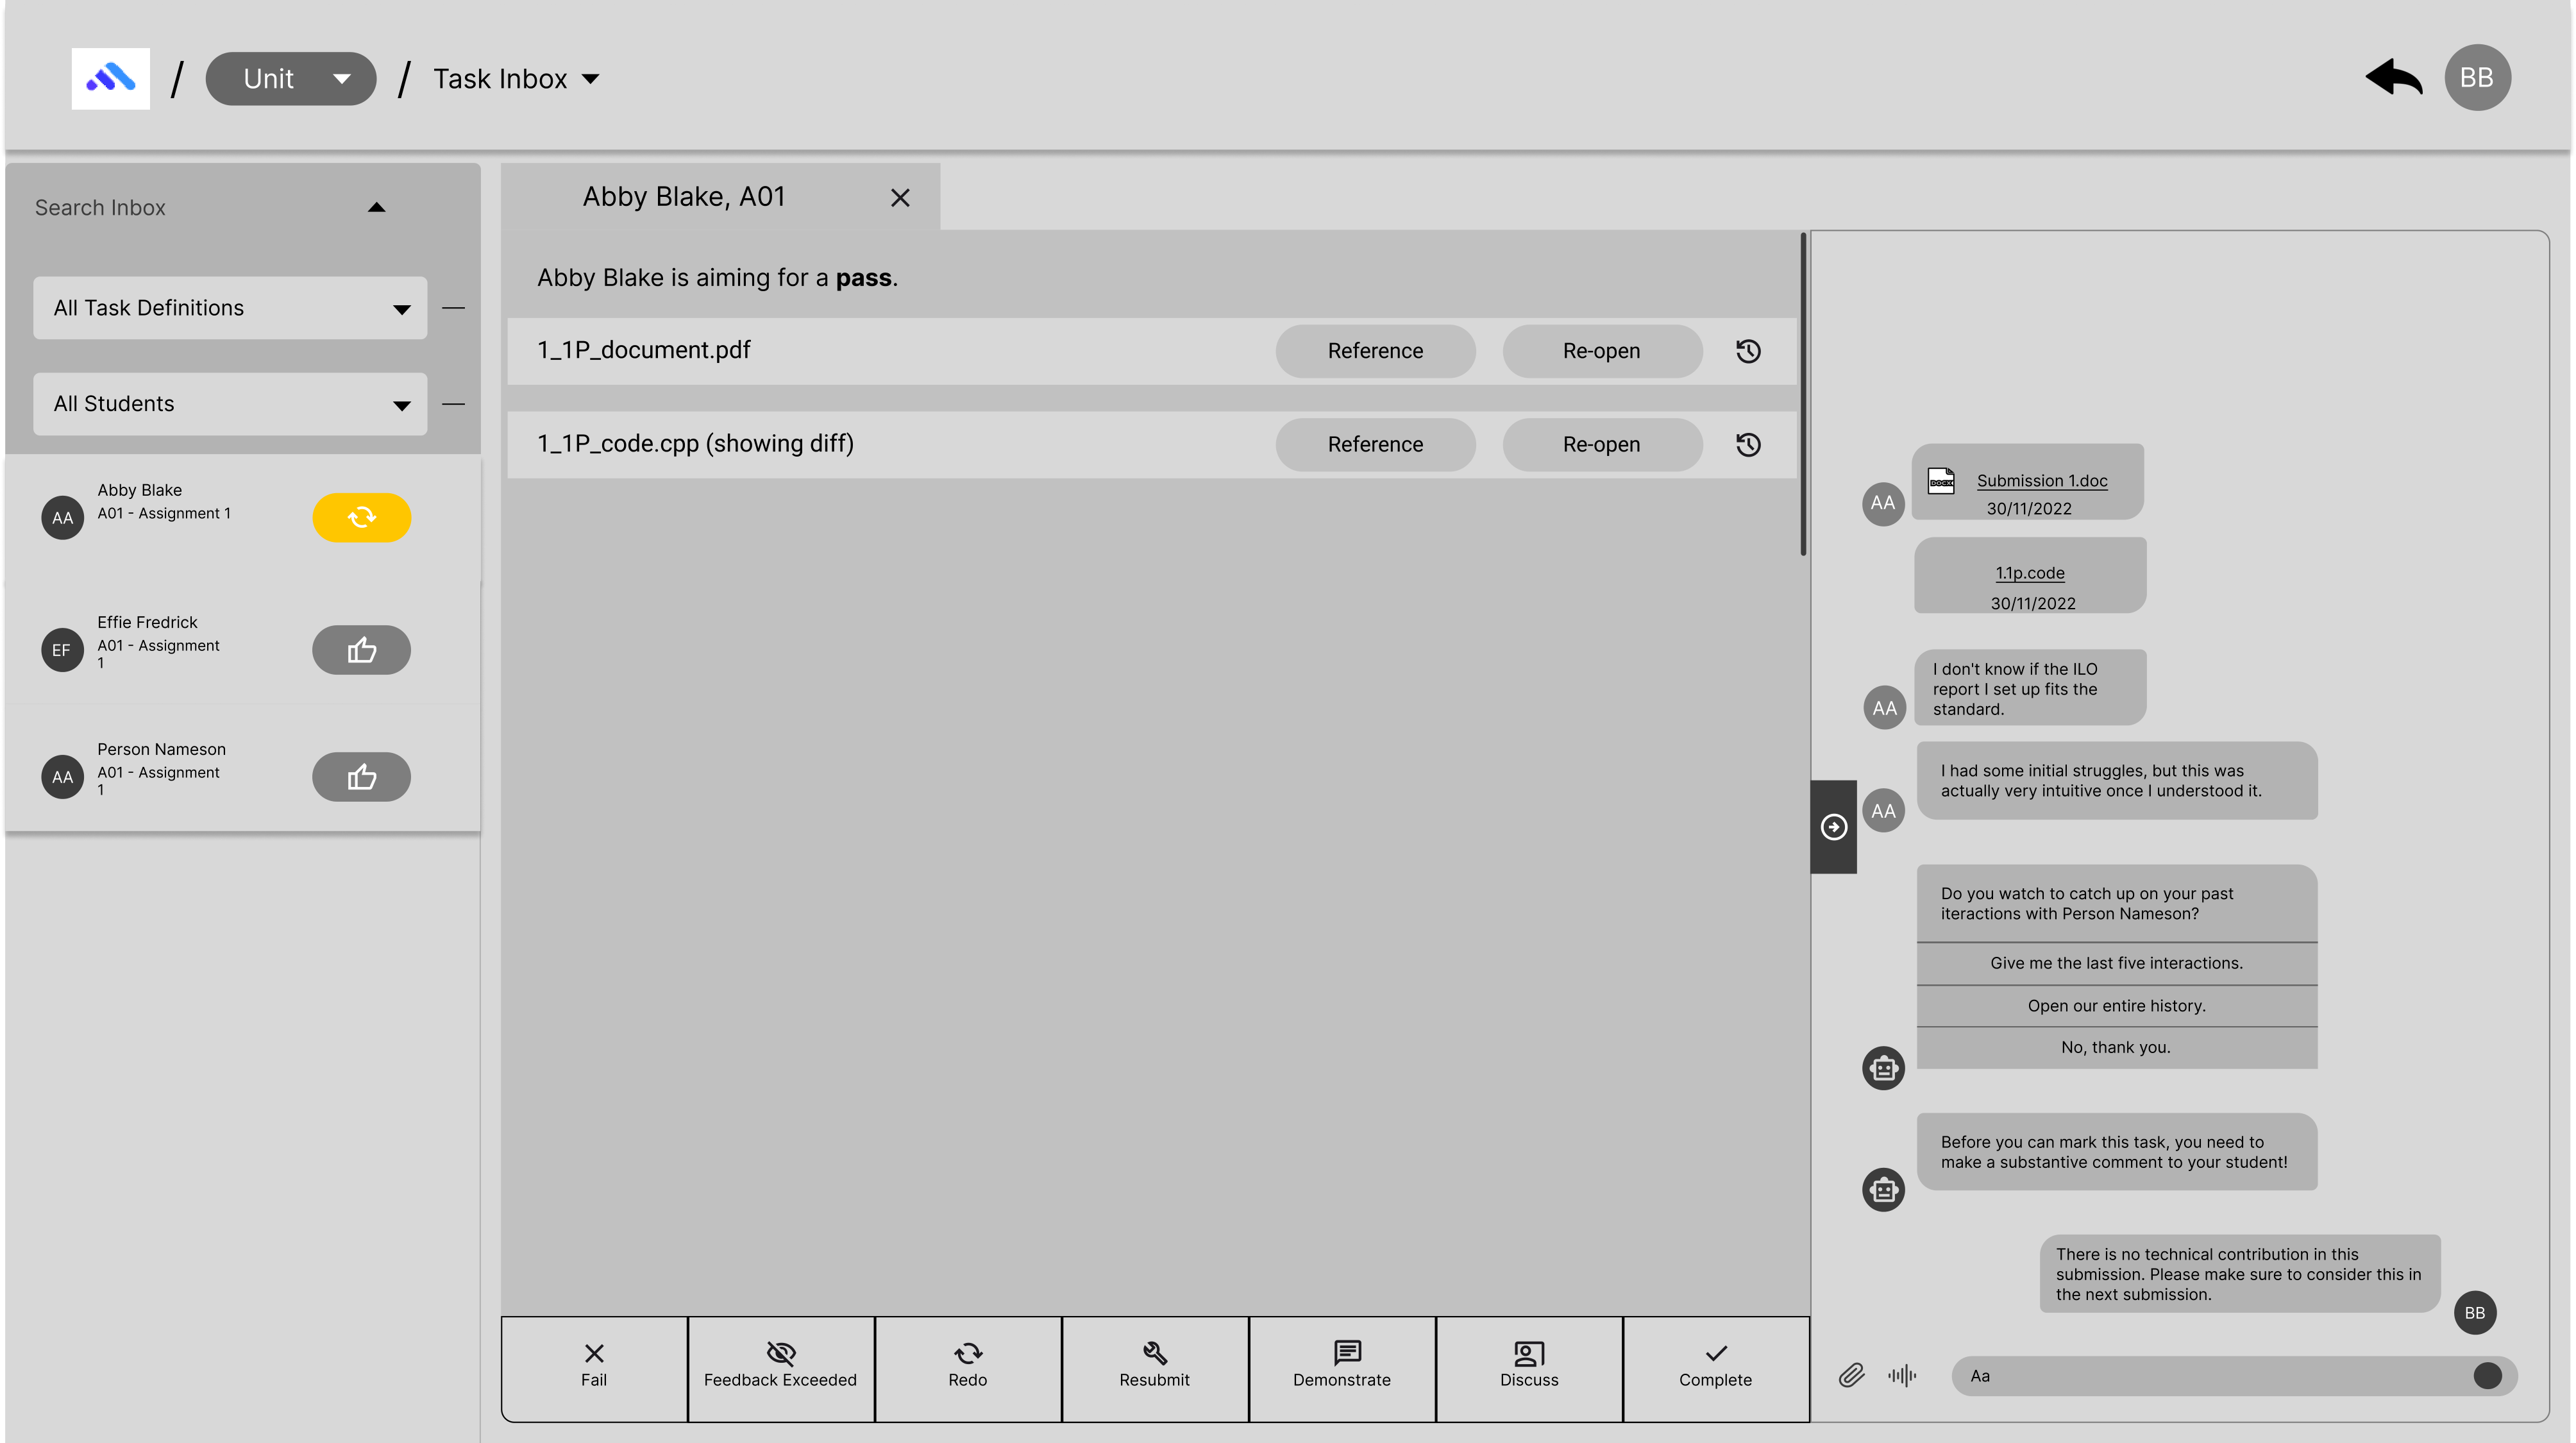 / Unit / Task Inbox
BB
Search Inbox
All Task Definitions
All Students
AA
Abby Blake
A01 - Assignment 1
EF
Effie Fredrick
A01 - Assignment
1
AA
Person Nameson
A01 - Assignment
1
Abby Blake, A01
Abby Blake is aiming for a pass.
1_1P_document.pdf
Reference
Re-open
1_1P_code.cpp (showing diff)
Reference
Re-open
Fail
Feedback Exceeded
Redo
Resubmit
Demonstrate
Discuss
Complete
AA
DOCX
Submission 1.doc
30/11/2022
1.1p.code
30/11/2022
AA
I don't know if the ILO
report I set up fits the
standard.
AA
I had some initial struggles, but this was
actually very intuitive once I understood it.
Do you watch to catch up on your past
iteractions with Person Nameson?
Give me the last five interactions.
Open our entire history.
No, thank you.
Before you can mark this task, you need to
make a substantive comment to your student!
There is no technical contribution in this
submission. Please make sure to consider this in
the next submission.
BB
Aa